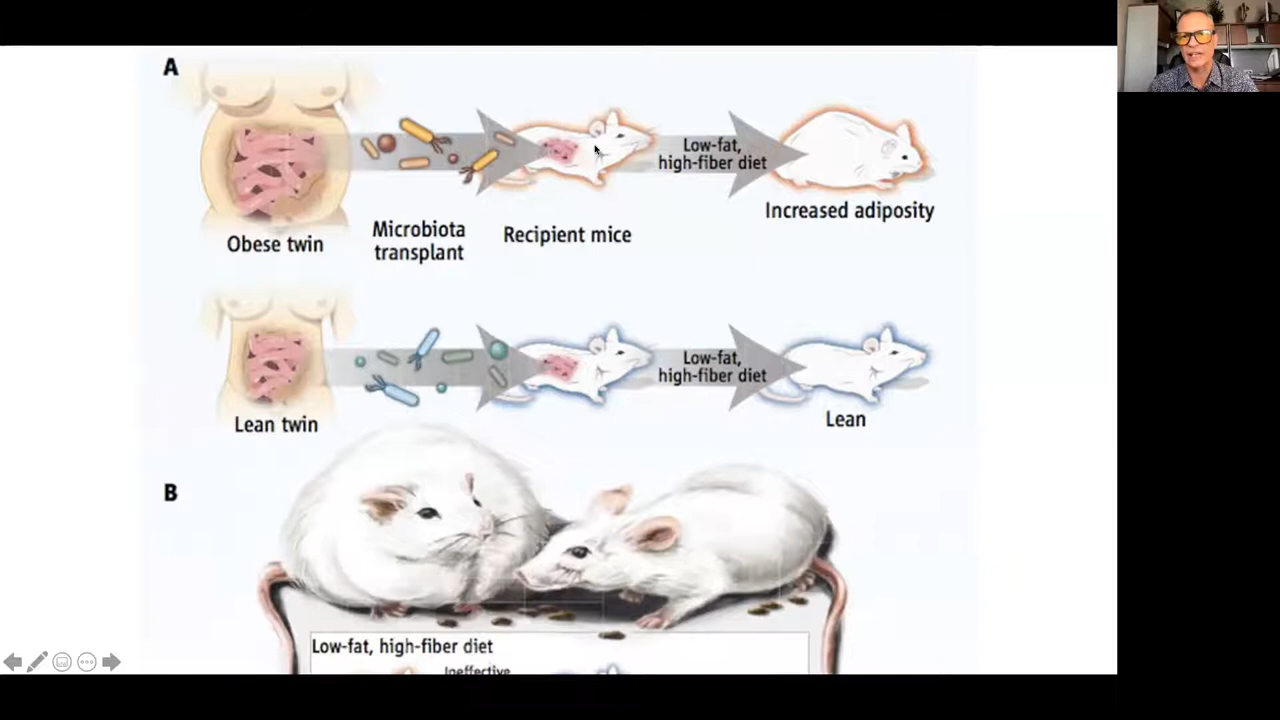 A
Low-fat,
high-fiber diet
Increased adiposity
Obese twin
Microbiota
transplant
Recipient mice
Low-fat,
high-fiber diet
Lean twin
Lean
B
Low-fat, high-fiber diet
Ineffective